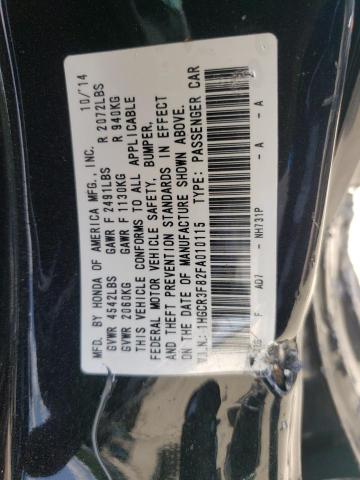 MFD. BY HONDA OF AMERICA MFG., INC. 10/14
GVWR 4542LBS GAWR F 2491LBS R 2072LBS
GVWR 2060KG GAWR F 1130KG R 940KG
THIS VEHICLE CONFORMS TO ALL APPLICABLE
FEDERAL MOTOR VEHICLE SAFETY, BUMPER,
AND THEFT PREVENTION STANDARDS IN EFFECT
ON THE DATE OF MANUFACTURE SHOWN ABOVE.
V.I.N.: 1HGCR3F82FA010115 TYPE: PASSENGER CAR
F AD7 - NH731P - A - A